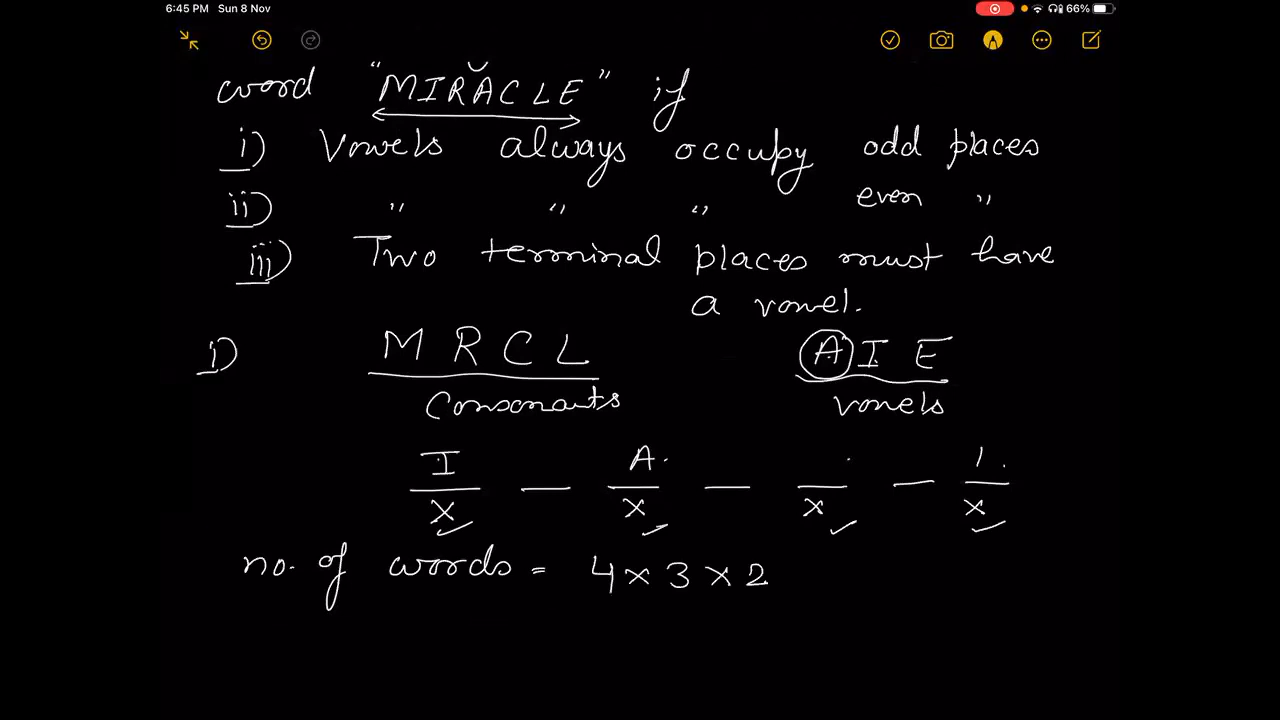 6:45 PM Sun 8 Nov 66%
word "MIRACLE" if
i) Vowels always occupy odd places
ii) " " " even "
iii) Two terminal places must have
a vowel.
1) M R C L A I E
Consonants Vowels
I A.
x x x x
no. of words = 4 x 3 x 2